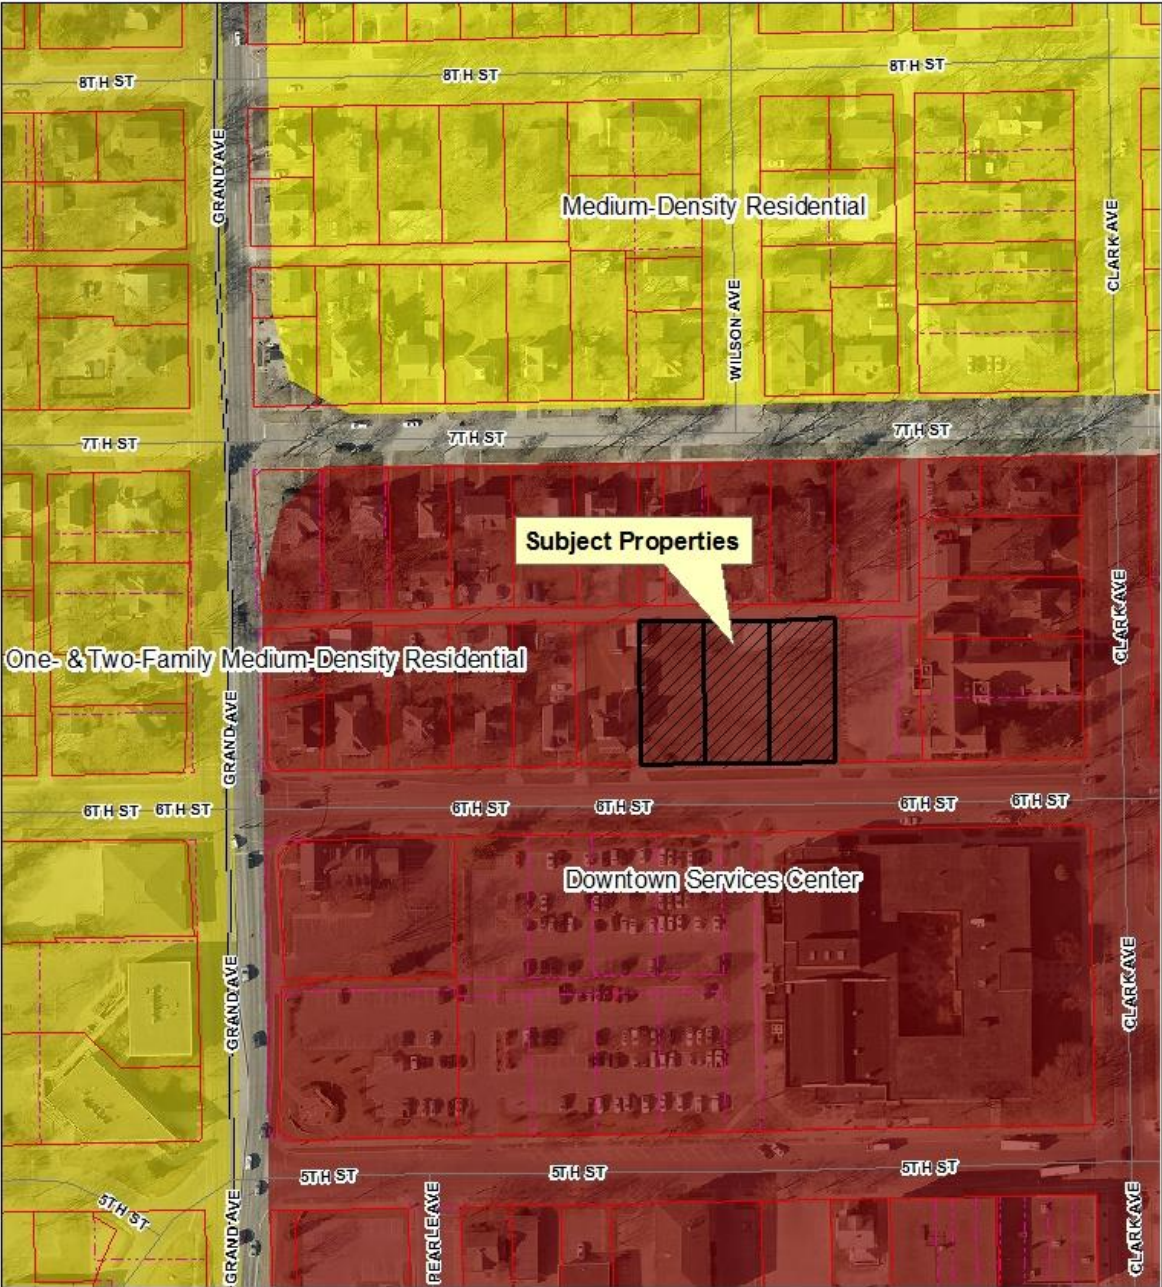 8TH ST
8TH ST
8TH ST
GRAND AVE
Medium-Density Residential
CLARK AVE
WILSON AVE
7TH ST
7TH ST
7TH ST
Subject Properties
CLARK AVE
One- & Two-Family Medium-Density Residential
GRAND AVE
6TH ST
6TH ST
6TH ST
6TH ST
6TH ST
6TH ST
Downtown Services Center
GRAND AVE
CLARK AVE
5TH ST
5TH ST
5TH ST
5TH ST
GRAND AVE
PEARLE AVE
CLARK AVE